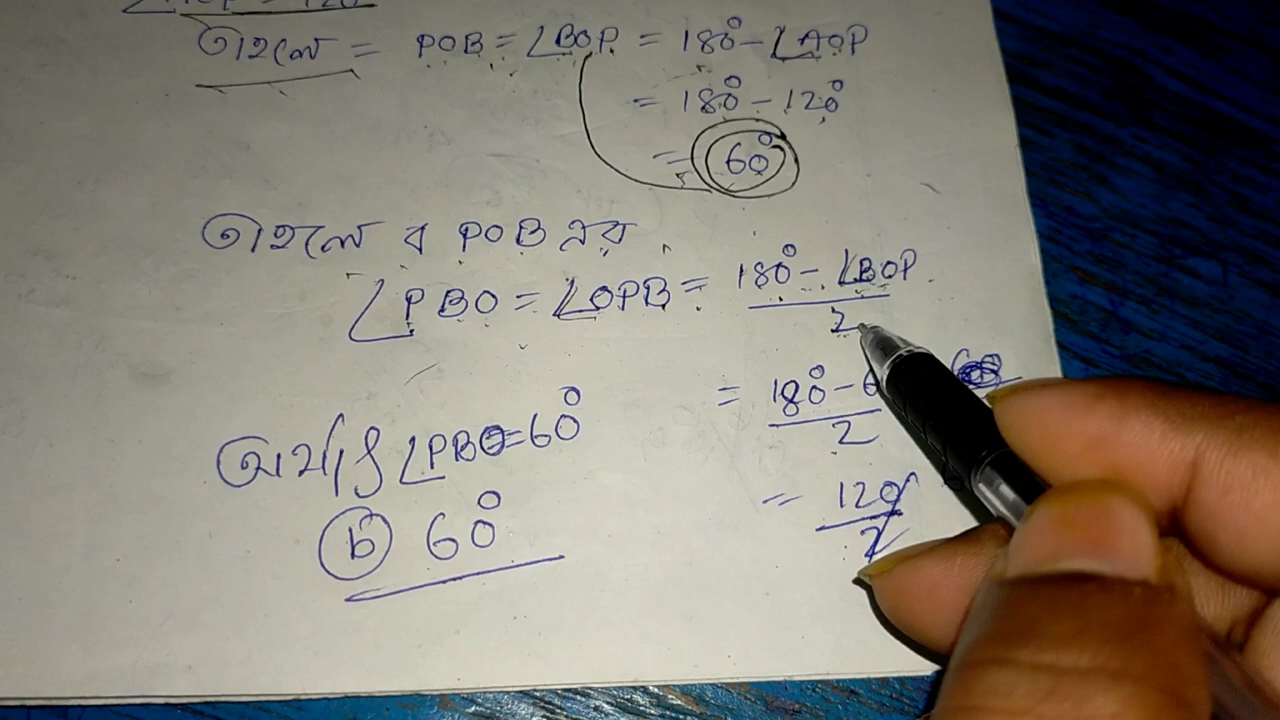 তাহলে = POB = ∠BOP = 180° - ∠AOP
= 180° - 120°
= 60°
তাহলে ব POB এর
∠PBO = ∠OPB = 180° - ∠BOP
2
= 180° - 6
2
= 120
2
অর্থাৎ ∠PBO = 60°
b 60°